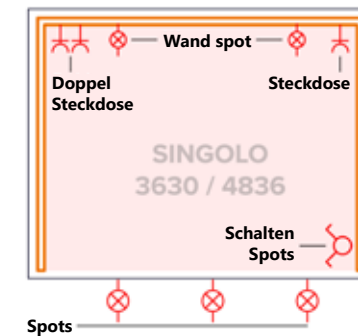 Wand spot
Doppel
Steckdose
Steckdose
SINGOLO
3630 / 4836
Schalten
Spots
Spots